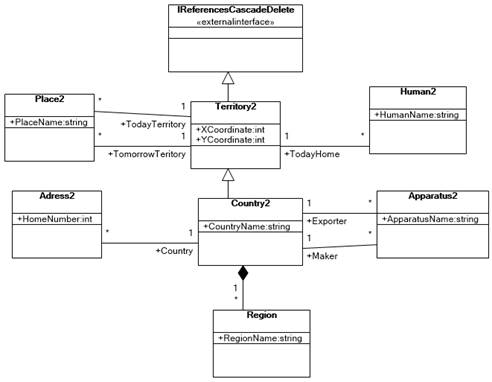 IReferencesCascadeDelete
«externalinterface»
Place2
+PlaceName:string
*
1
+TodayTerritory
*
1
+TomorrowTeritory
Territory2
+XCoordinate:int
+YCoordinate:int
1
*
+TodayHome
Human2
+HumanName:string
Adress2
+HomeNumber:int
*
1
+Country
Country2
+CountryName:string
1
*
+Exporter
1
*
+Maker
Apparatus2
+ApparatusName:string
1
*
Region
+RegionName:string